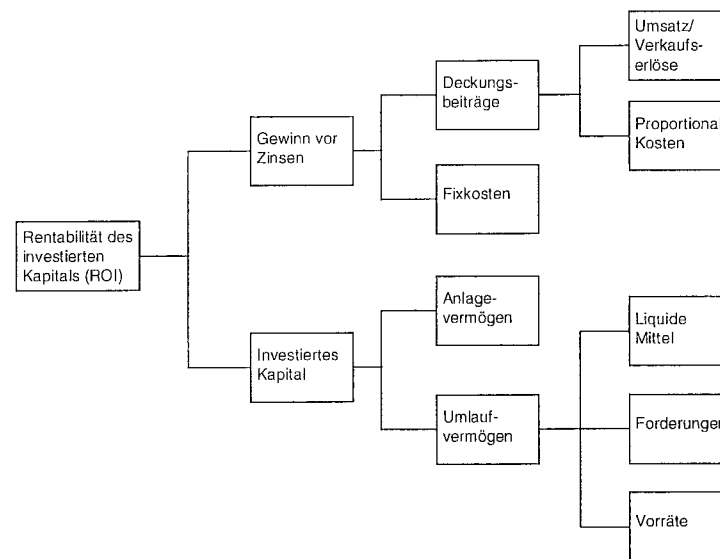 Umsatz/
Verkaufs-
erlöse
Deckungs-
beiträge
Proportional
Kosten
Gewinn vor
Zinsen
Fixkosten
Rentabilität des
investierten
Kapitals (ROI)
Anlage-
vermögen
Liquide
Mittel
Investiertes
Kapital
Umlauf-
vermögen
Forderungen
Vorräte